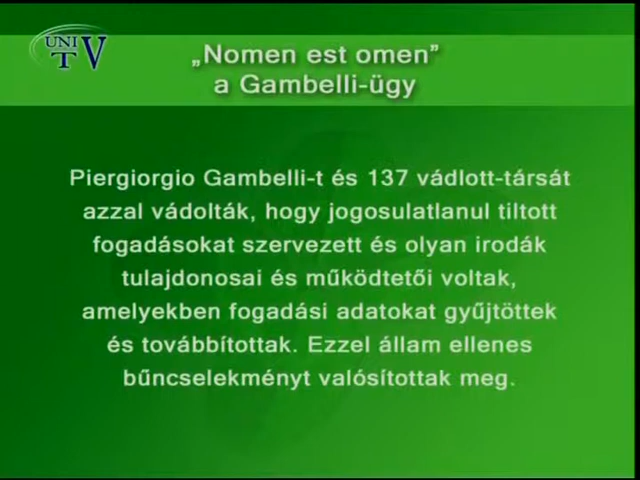 UNI
TV
„Nomen est omen”
a Gambelli-ügy
Piergiorgio Gambelli-t és 137 vádlott-társát
azzal vádolták, hogy jogosulatlanul tiltott
fogadásokat szervezett és olyan irodák
tulajdonosai és működtetői voltak,
amelyekben fogadási adatokat gyűjtöttek
és továbbítottak. Ezzel állam ellenes
bűncselekményt valósítottak meg.